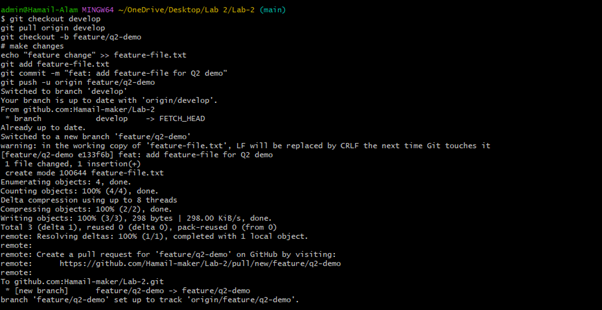 admin@Hamail-Alam MINGW64 ~/OneDrive/Desktop/Lab 2/Lab-2 (main)
$ git checkout develop
git pull origin develop
git checkout -b feature/q2-demo
# make changes
echo "feature change" >> feature-file.txt
git add feature-file.txt
git commit -m "feat: add feature-file for Q2 demo"
git push -u origin feature/q2-demo
Switched to branch 'develop'
Your branch is up to date with 'origin/develop'.
From github.com:Hamail-maker/Lab-2
 * branch            develop    -> FETCH_HEAD
Already up to date.
Switched to a new branch 'feature/q2-demo'
warning: in the working copy of 'feature-file.txt', LF will be replaced by CRLF the next time Git touches it
[feature/q2-demo e133f6b] feat: add feature-file for Q2 demo
 1 file changed, 1 insertion(+)
 create mode 100644 feature-file.txt
Enumerating objects: 4, done.
Counting objects: 100% (4/4), done.
Delta compression using up to 8 threads
Compressing objects: 100% (2/2), done.
Writing objects: 100% (3/3), 298 bytes | 298.00 KiB/s, done.
Total 3 (delta 1), reused 0 (delta 0), pack-reused 0 (from 0)
remote: Resolving deltas: 100% (1/1), completed with 1 local object.
remote:
remote: Create a pull request for 'feature/q2-demo' on GitHub by visiting:
remote:      https://github.com/Hamail-maker/Lab-2/pull/new/feature/q2-demo
remote:
To github.com:Hamail-maker/Lab-2.git
 * [new branch]      feature/q2-demo -> feature/q2-demo
branch 'feature/q2-demo' set up to track 'origin/feature/q2-demo'.